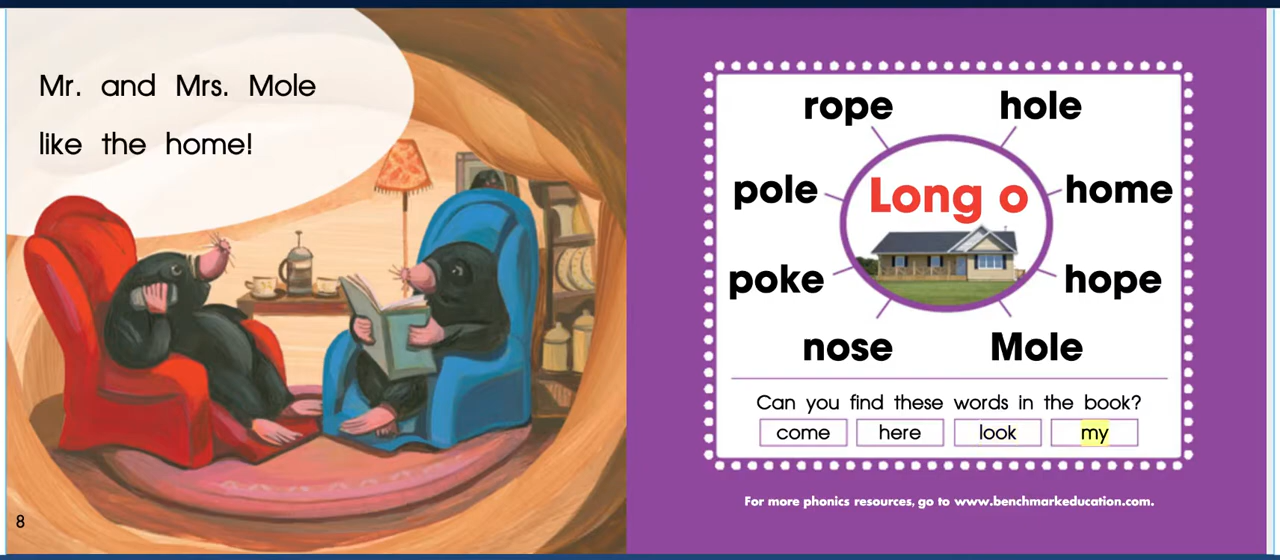 Mr. and Mrs. Mole
like the home!
8
rope hole
pole Long o home
poke hope
nose Mole
Can you find these words in the book?
come here look my
For more phonics resources, go to www.benchmarkeducation.com.